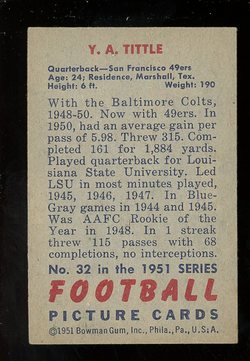 Y. A. TITTLE
Quarterback—San Francisco 49ers
Age: 24; Residence, Marshall, Tex.
Height: 6 ft. Weight: 190
With the Baltimore Colts,
1948-50. Now with 49ers. In
1950, had an average gain per
pass of 5.98. Threw 315. Com-
pleted 161 for 1,884 yards.
Played quarterback for Loui-
siana State University. Led
LSU in most minutes played,
1945, 1946, 1947. In Blue-
Gray games in 1944 and 1945.
Was AAFC Rookie of the
Year in 1948. In 1 streak
threw 115 passes with 68
completions, no interceptions.
No. 32 in the 1951 SERIES
FOOTBALL
PICTURE CARDS
©1951 Bowman Gum, Inc., Phila., Pa., U.S.A.